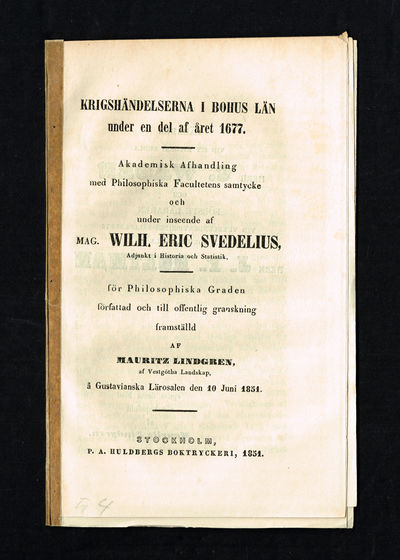 KRIGSHÄNDELSERNA I BOHUS LÄN
under en del af året 1677.
Akademisk Afhandling
med Philosophiska Facultetens samtycke
och
under inseende af
MAG. WILH. ERIC SVEDELIUS,
Adjunkt i Historia och Statistik,
för Philosophiska Graden
författad och till offentlig granskning
framställd
AF
MAURITZ LINDGREN,
af Vestgötha Landskap,
å Gustavianska Lärosalen den 10 Juni 1851.
STOCKHOLM,
P. A. HULDBERGS BOKTRYCKERI, 1851.